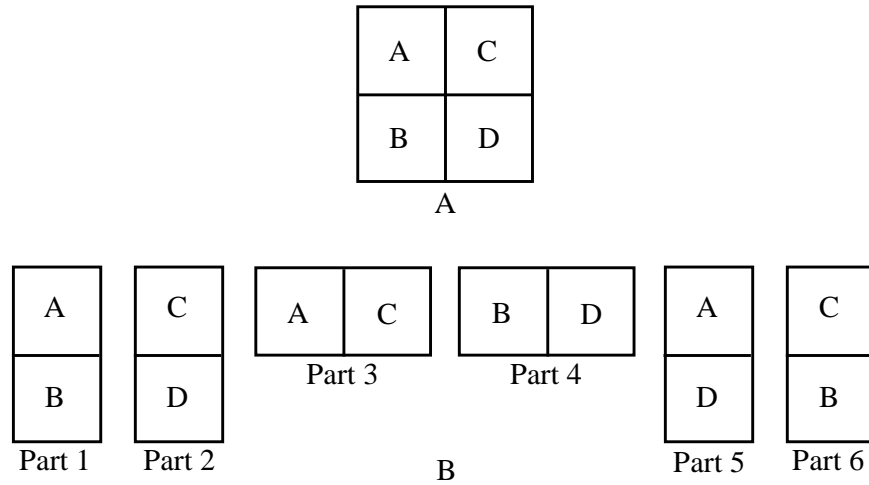 A C
B D
A
A C A C B D A C
B D Part 3 Part 4 D B
Part 1 Part 2 B Part 5 Part 6